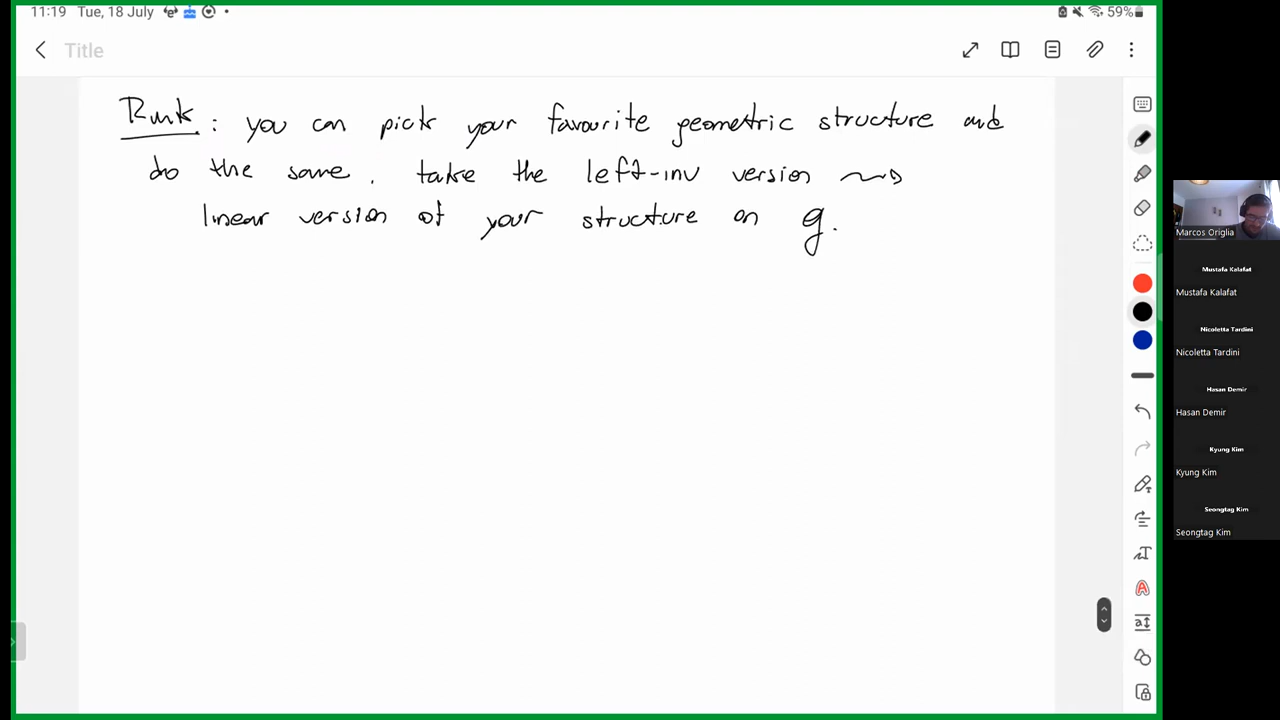 11:19 Tue, 18 July
59%
Title
Rmk : you can pick your favourite geometric structure and
do the same . take the left-inv version ⇝
linear version of your structure on g.
Marcos Origlia
Mustafa Kalafat
Mustafa Kalafat
Nicoletta Tardini
Nicoletta Tardini
Hasan Demir
Hasan Demir
Kyung Kim
Kyung Kim
Seongtag Kim
Seongtag Kim